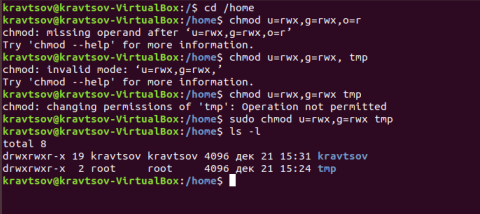 kravtsov@kravtsov-VirtualBox:/$ cd /home
kravtsov@kravtsov-VirtualBox:/home$ chmod u=rwx,g=rwx,o=r
chmod: missing operand after ‘u=rwx,g=rwx,o=r’
Try 'chmod --help' for more information.
kravtsov@kravtsov-VirtualBox:/home$ chmod u=rwx,g=rwx, tmp
chmod: invalid mode: ‘u=rwx,g=rwx,’
Try 'chmod --help' for more information.
kravtsov@kravtsov-VirtualBox:/home$ chmod u=rwx,g=rwx tmp
chmod: changing permissions of 'tmp': Operation not permitted
kravtsov@kravtsov-VirtualBox:/home$ sudo chmod u=rwx,g=rwx tmp
kravtsov@kravtsov-VirtualBox:/home$ ls -l
total 8
drwxrwxr-x 19 kravtsov kravtsov 4096 дек 21 15:31 kravtsov
drwxrwxr-x  2 root     root     4096 дек 21 15:24 tmp
kravtsov@kravtsov-VirtualBox:/home$